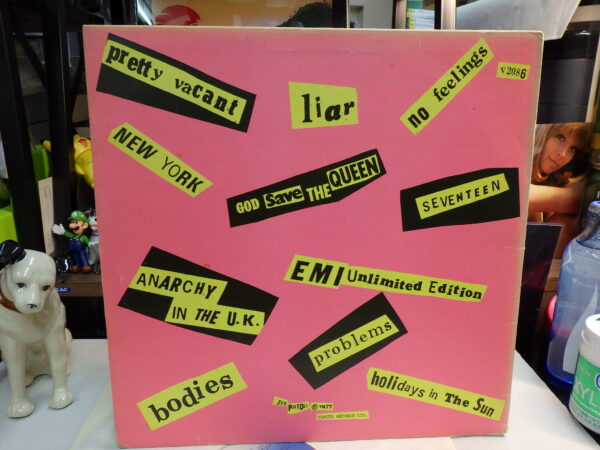 pretty vacant
liar
no feelings
V2086
NEW YORK
GOD Save THE QUEEN
SEVENTEEN
ANARCHY
IN THE U.K.
EMI Unlimited Edition
problems
bodies
holidays in The Sun
℗ 1977
VIRGIN RECORDS LTD.